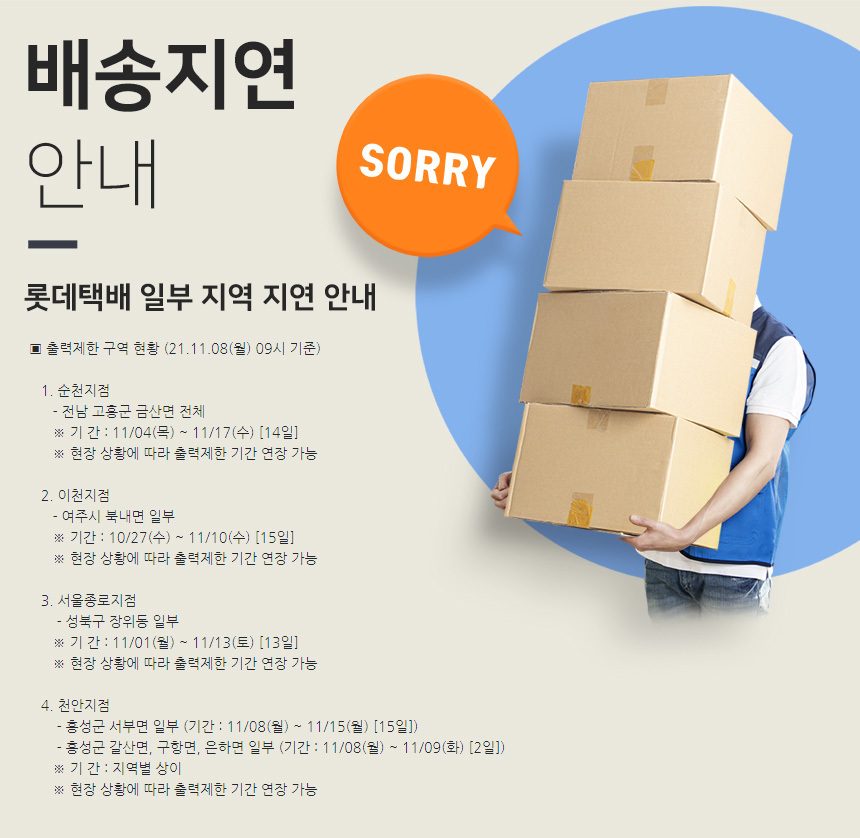 배송지연
안내
SORRY
롯데택배 일부 지역 지연 안내
▣ 출력제한 구역 현황 (21.11.08(월) 09시 기준)
1. 순천지점
- 전남 고흥군 금산면 전체
※ 기 간 : 11/04(목) ~ 11/17(수) [14일]
※ 현장 상황에 따라 출력제한 기간 연장 가능
2. 이천지점
- 여주시 북내면 일부
※ 기간 : 10/27(수) ~ 11/10(수) [15일]
※ 현장 상황에 따라 출력제한 기간 연장 가능
3. 서울종로지점
- 성북구 장위동 일부
※ 기 간 : 11/01(월) ~ 11/13(토) [13일]
※ 현장 상황에 따라 출력제한 기간 연장 가능
4. 천안지점
- 홍성군 서부면 일부 (기간 : 11/08(월) ~ 11/15(월) [15일])
- 홍성군 갈산면, 구항면, 은하면 일부 (기간 : 11/08(월) ~ 11/09(화) [2일])
※ 기 간 : 지역별 상이
※ 현장 상황에 따라 출력제한 기간 연장 가능